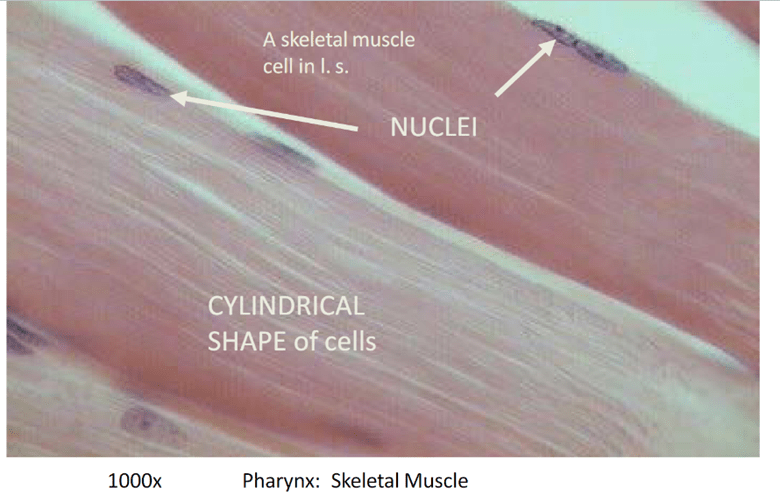 A skeletal muscle
cell in l. s.
NUCLEI
CYLINDRICAL
SHAPE of cells
1000x Pharynx: Skeletal Muscle